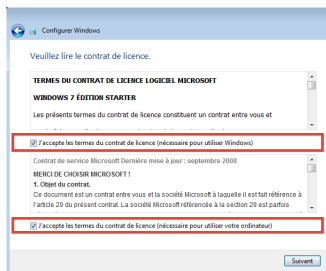 Configurer Windows
Veuillez lire le contrat de licence.
TERMES DU CONTRAT DE LICENCE LOGICIEL MICROSOFT
WINDOWS 7 ÉDITION STARTER
Les présents termes du contrat de licence constituent un contrat entre vous et
J'accepte les termes du contrat de licence (nécessaire pour utiliser Windows)
Contrat de service Microsoft Dernière mise à jour : septembre 2008
MERCI DE CHOISIR MICROSOFT !
1. Objet du contrat.
Ce document est un contrat entre vous et la société Microsoft à laquelle il est fait référence à
l'article 29 du présent contrat. La société Microsoft référencée à la section 29 est parfois
J'accepte les termes du contrat de licence (nécessaire pour utiliser votre ordinateur)
Suivant